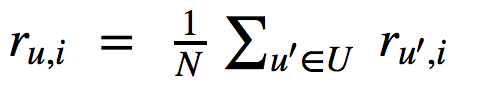 r_{u,i} = \frac{1}{N} \sum_{u' \in U} r_{u',i}